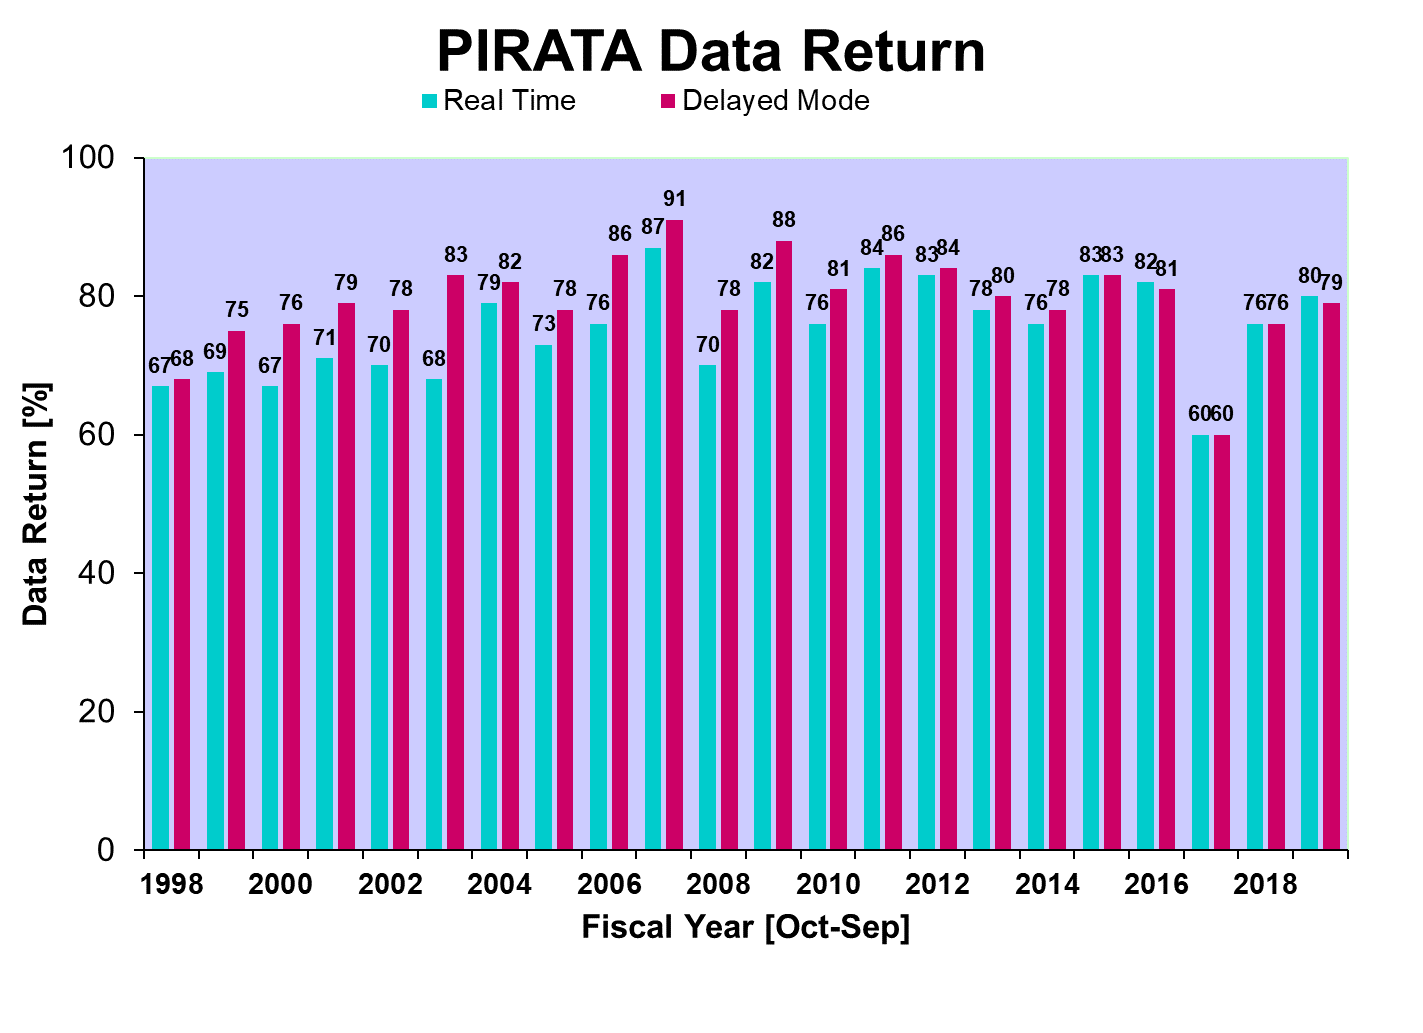 PIRATA Data Return
Real Time Delayed Mode
Data Return [%]
100
80
60
40
20
0
67 68 69 75 67 76 71 79 70 78 68 83 79 82 73 78 76 86 87 91 70 78 82 88 76 81 84 86 83 84 78 80 76 78 83 83 82 81 60 60 76 76 80 79
1998 2000 2002 2004 2006 2008 2010 2012 2014 2016 2018
Fiscal Year [Oct-Sep]